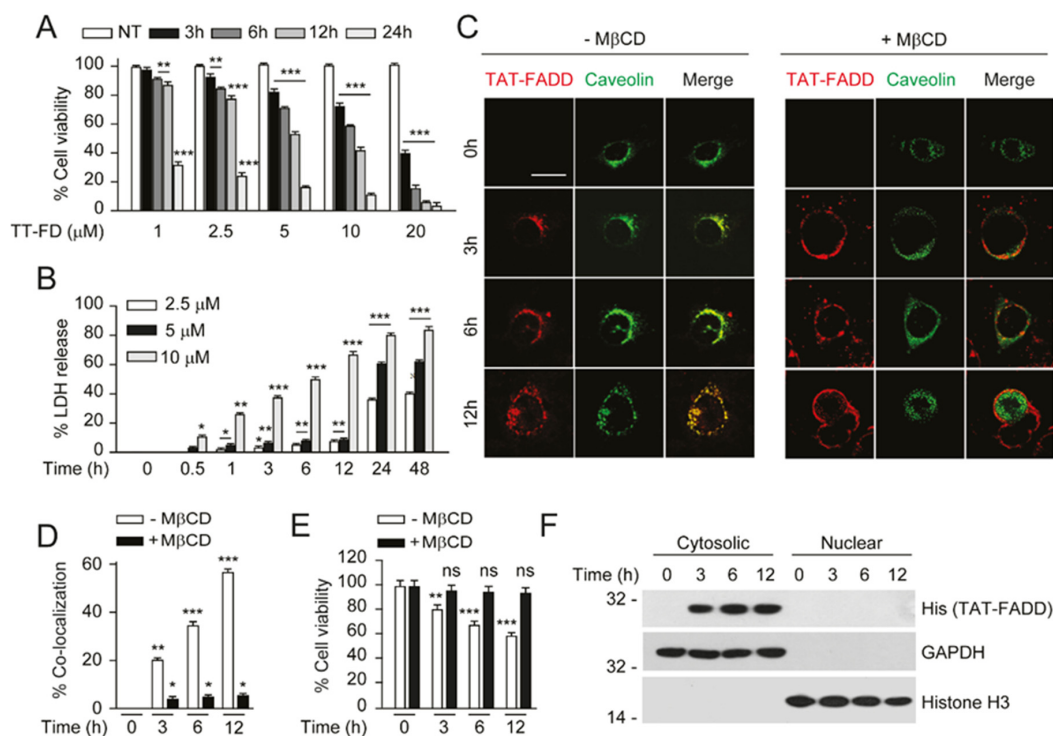 A
NT 3h 6h 12h 24h
% Cell viability
100
80
60
40
20
0
** ** *** *** *** *** *** ***
TT-FD (μM) 1 2.5 5 10 20
B
2.5 μM
5 μM
10 μM
% LDH release
100
80
60
40
20
0
* * ** * ** *** ** *** ** *** *** ***
Time (h) 0 0.5 1 3 6 12 24 48
C
- MβCD + MβCD
TAT-FADD Caveolin Merge TAT-FADD Caveolin Merge
0h
3h
6h
12h
D
- MβCD
+ MβCD
% Co-localization
60
40
20
0
** * *** * *** *
Time (h) 0 3 6 12
E
- MβCD
+ MβCD
% Cell viability
120
100
80
60
40
20
0
** ns *** ns *** ns
Time (h) 0 3 6 12
F
Cytosolic Nuclear
Time (h) 0 3 6 12 0 3 6 12
32 - His (TAT-FADD)
GAPDH
32 -
Histone H3
14 -